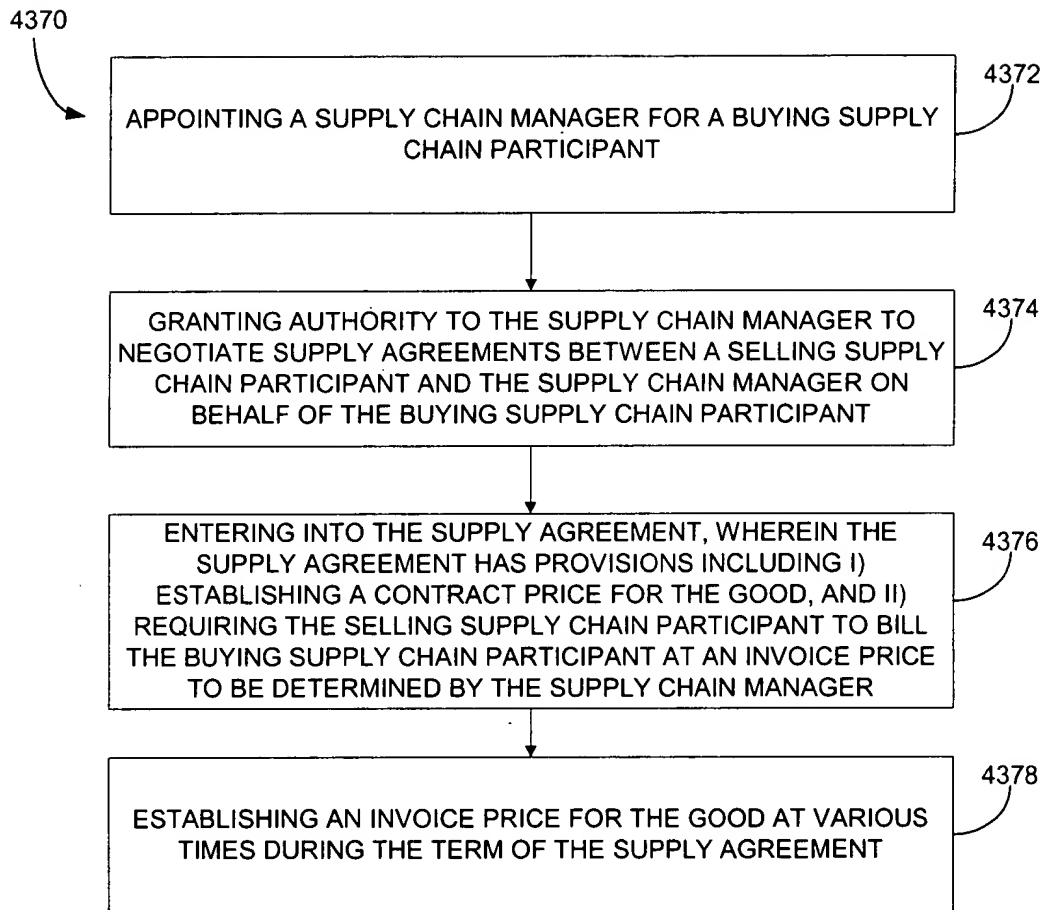 4370
4372
APPOINTING A SUPPLY CHAIN MANAGER FOR A BUYING SUPPLY
CHAIN PARTICIPANT
4374
GRANTING AUTHORITY TO THE SUPPLY CHAIN MANAGER TO
NEGOTIATE SUPPLY AGREEMENTS BETWEEN A SELLING SUPPLY
CHAIN PARTICIPANT AND THE SUPPLY CHAIN MANAGER ON
BEHALF OF THE BUYING SUPPLY CHAIN PARTICIPANT
4376
ENTERING INTO THE SUPPLY AGREEMENT, WHEREIN THE
SUPPLY AGREEMENT HAS PROVISIONS INCLUDING I)
ESTABLISHING A CONTRACT PRICE FOR THE GOOD, AND II)
REQUIRING THE SELLING SUPPLY CHAIN PARTICIPANT TO BILL
THE BUYING SUPPLY CHAIN PARTICIPANT AT AN INVOICE PRICE
TO BE DETERMINED BY THE SUPPLY CHAIN MANAGER
4378
ESTABLISHING AN INVOICE PRICE FOR THE GOOD AT VARIOUS
TIMES DURING THE TERM OF THE SUPPLY AGREEMENT